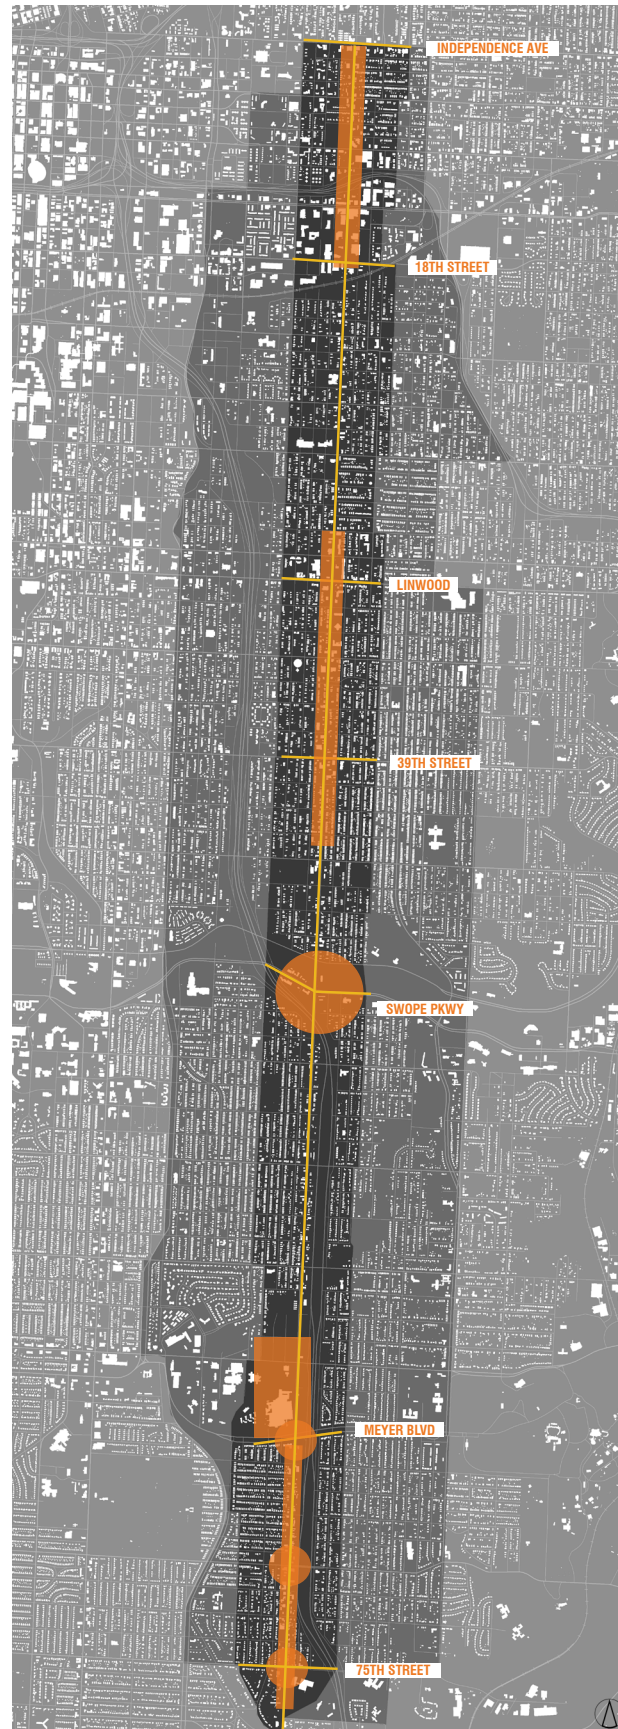 INDEPENDENCE AVE
18TH STREET
LINWOOD
39TH STREET
SWOPE PKWY
MEYER BLVD
75TH STREET